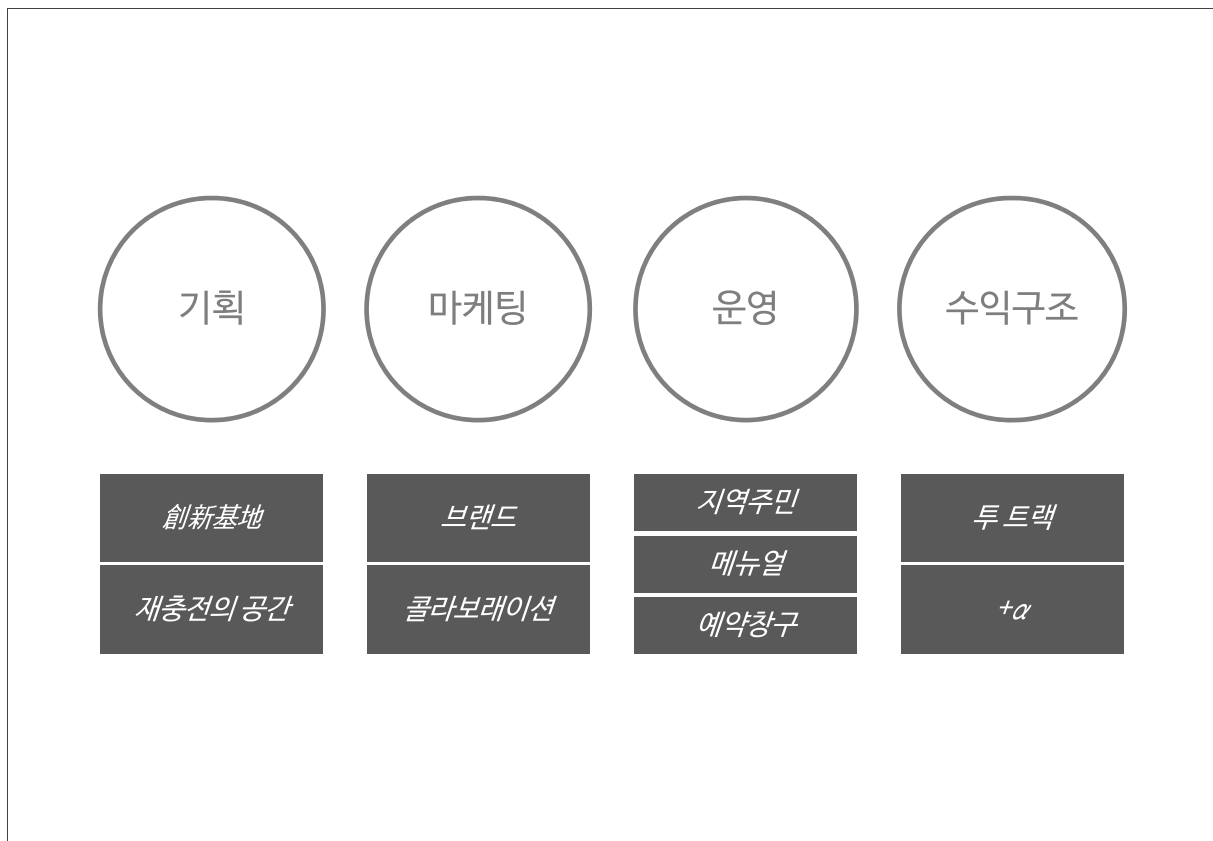 기획
마케팅
운영
수익구조
創新基地
재충전의 공간
브랜드
콜라보래이션
지역주민
메뉴얼
예약창구
투 트랙
+α